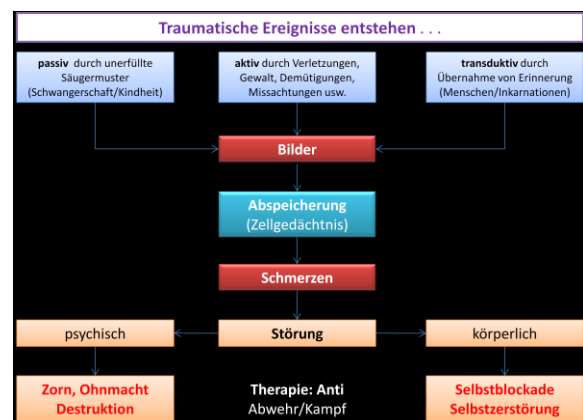 Traumatische Ereignisse entstehen . . .
passiv durch unerfüllte
Säugermuster
(Schwangerschaft/Kindheit)
aktiv durch Verletzungen,
Gewalt, Demütigungen,
Missachtungen usw.
transduktiv durch
Übernahme von Erinnerung
(Menschen/Inkarnationen)
Bilder
Abspeicherung
(Zellgedächtnis)
Schmerzen
psychisch
Störung
körperlich
Zorn, Ohnmacht
Destruktion
Therapie: Anti
Abwehr/Kampf
Selbstblockade
Selbstzerstörung